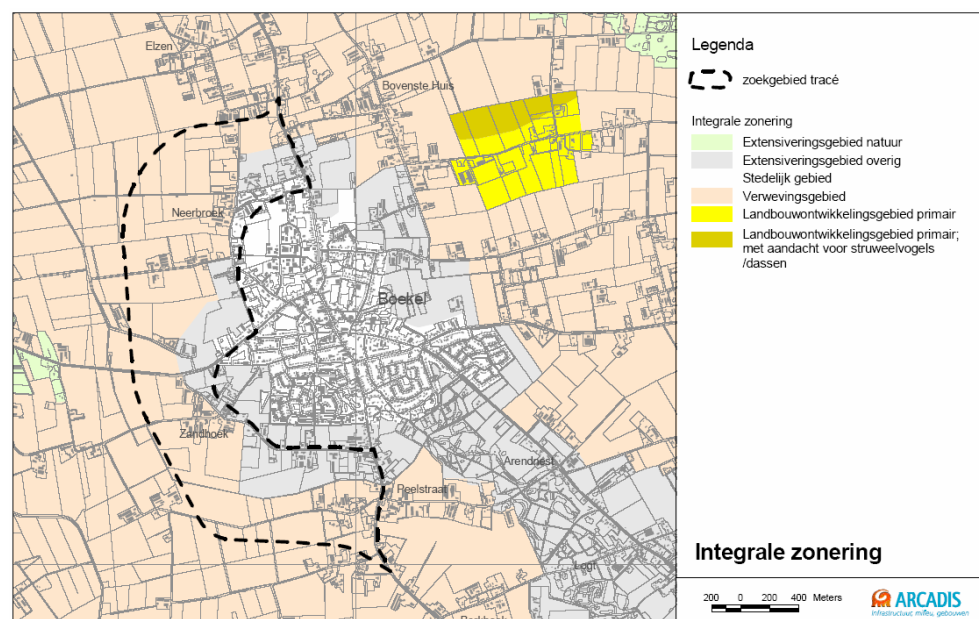 Elzen
Bovenste Huis
Neerbroek
Boekel
Zandhoek
Arendnest
Peelstraat
Logt
Legenda
zoekgebied tracé
Integrale zonering
Extensiveringsgebied natuur
Extensiveringsgebied overig
Stedelijk gebied
Verwevingsgebied
Landbouwontwikkelingsgebied primair
Landbouwontwikkelingsgebied primair;
met aandacht voor struweelvogels
/dassen
Integrale zonering
200 0 200 400 Meters
ARCADIS
Infrastructuur, milieu, gebouwen